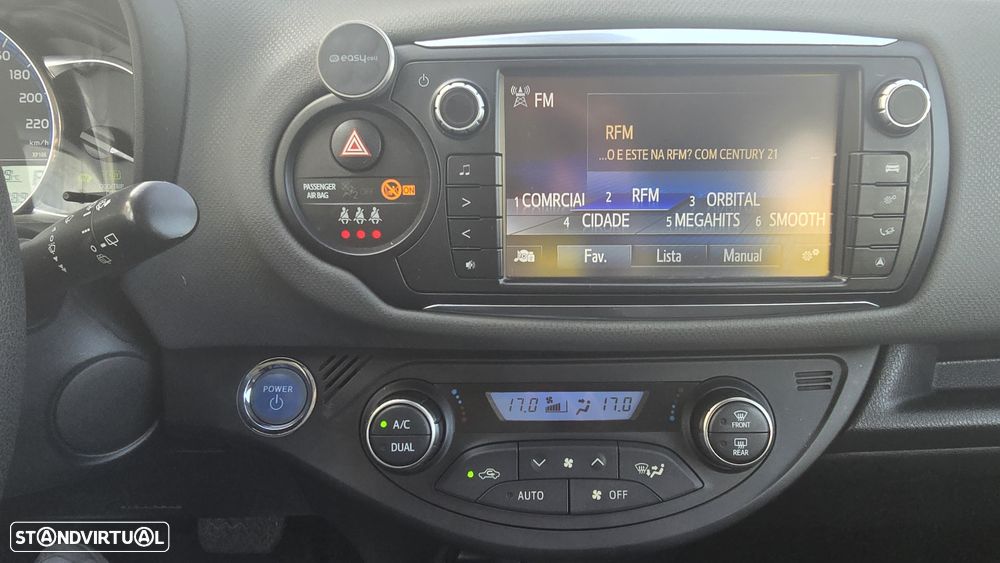 180
200
220
km/h
easycell
PASSENGER
AIR BAG
OFF
ON
FM
RFM
...O E ESTE NA RFM? COM CENTURY 21
1 COMRCIAI 2 RFM 3 ORBITAL
4 CIDADE 5 MEGAHITS 6 SMOOTH
Fav. Lista Manual
POWER
A/C
DUAL
17.0 17.0
AUTO
OFF
FRONT
REAR
STANDVIRTUAL